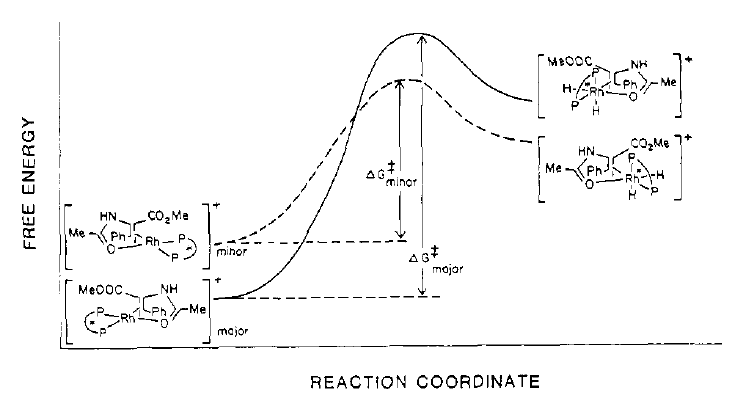 FREE ENERGY
REACTION COORDINATE
MeOOC NH
P
H Rh Ph Me
P O
H
+
HN CO₂Me
P
Me Ph Rh * H
O P
H
+
ΔG‡minor
ΔG‡major
HN CO₂Me
Me Ph Rh P
O P *
+
minor
MeOOC NH
P Rh Ph Me
* P O
+
major